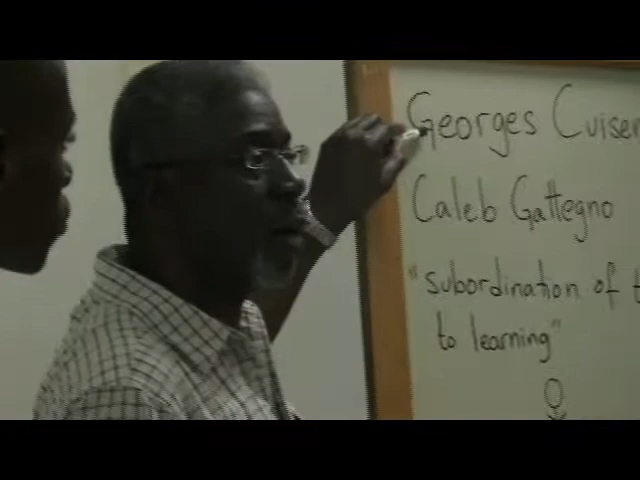 Georges Cuisen
Caleb Gattegno
"subordination of t
to learning"